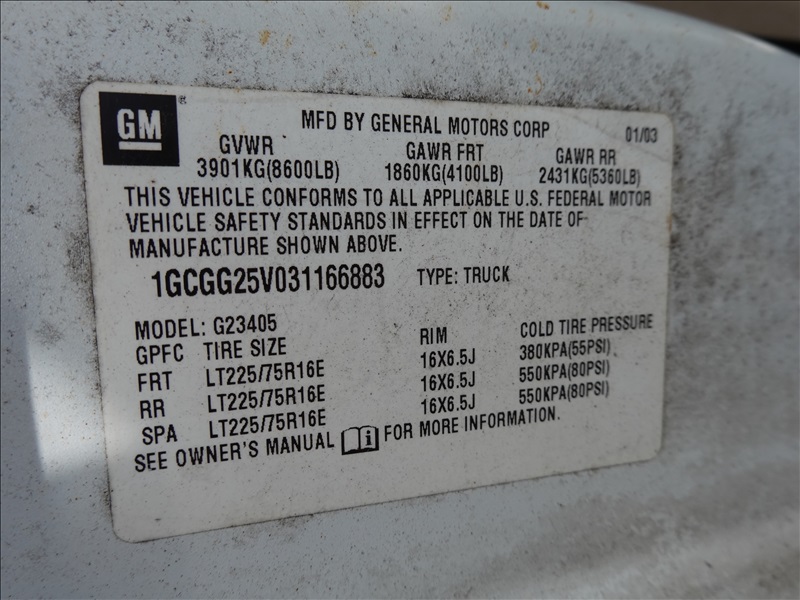 GM
MFD BY GENERAL MOTORS CORP 01/03
GVWR GAWR FRT GAWR RR
3901KG(8600LB) 1860KG(4100LB) 2431KG(5360LB)
THIS VEHICLE CONFORMS TO ALL APPLICABLE U.S. FEDERAL MOTOR
VEHICLE SAFETY STANDARDS IN EFFECT ON THE DATE OF
MANUFACTURE SHOWN ABOVE.
1GCGG25V031166883 TYPE: TRUCK
MODEL: G23405
GPFC TIRE SIZE RIM COLD TIRE PRESSURE
FRT LT225/75R16E 16X6.5J 380KPA(55PSI)
RR LT225/75R16E 16X6.5J 550KPA(80PSI)
SPA LT225/75R16E 16X6.5J 550KPA(80PSI)
SEE OWNER'S MANUAL i FOR MORE INFORMATION.